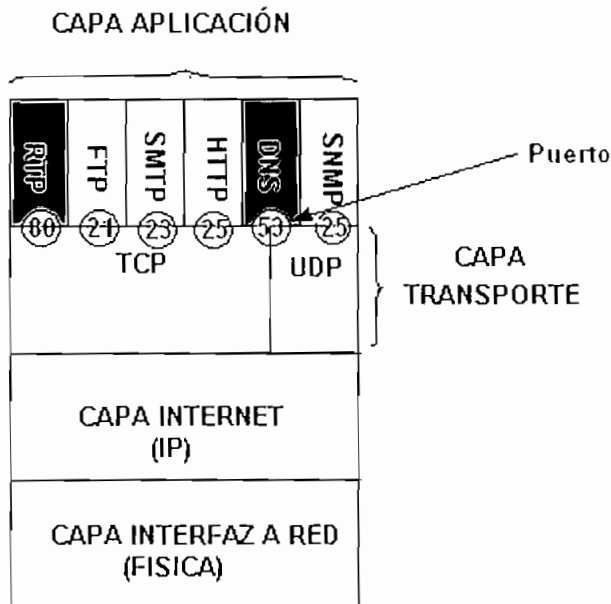 CAPA APLICACIÓN
RTP
FTP
SMTP
HTTP
DNS
SNMP
Puerto
80
21
23
25
53
25
TCP
UDP
CAPA
TRANSPORTE
CAPA INTERNET
(IP)
CAPA INTERFAZ A RED
(FISICA)